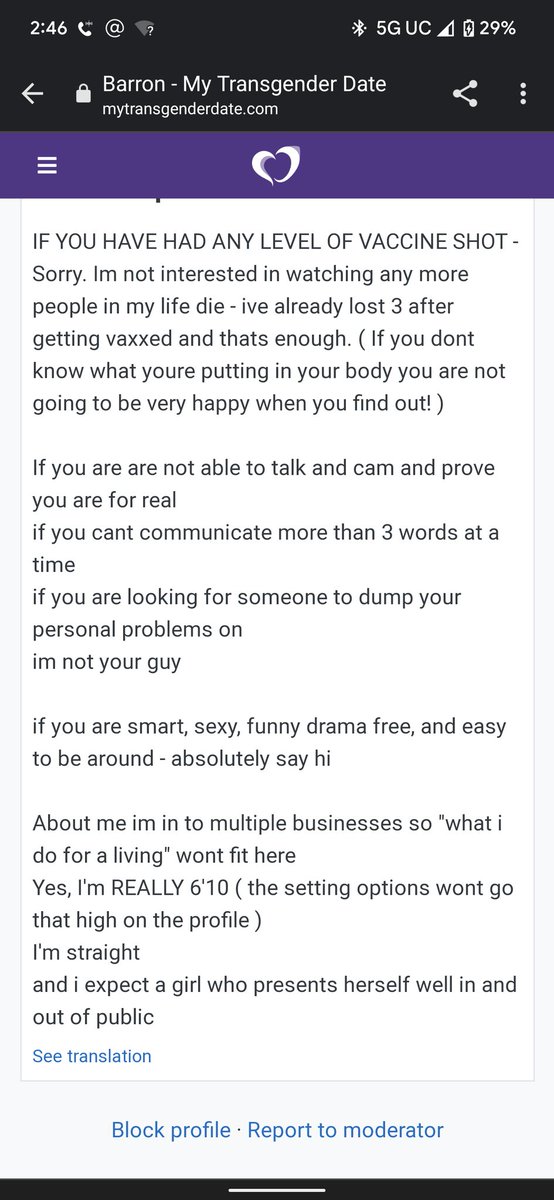 2:46 @ ? 5G UC 29%
Barron - My Transgender Date
mytransgenderdate.com
IF YOU HAVE HAD ANY LEVEL OF VACCINE SHOT -
Sorry. Im not interested in watching any more
people in my life die - ive already lost 3 after
getting vaxxed and thats enough. ( If you dont
know what youre putting in your body you are not
going to be very happy when you find out! )
If you are are not able to talk and cam and prove
you are for real
if you cant communicate more than 3 words at a
time
if you are looking for someone to dump your
personal problems on
im not your guy
if you are smart, sexy, funny drama free, and easy
to be around - absolutely say hi
About me im in to multiple businesses so "what i
do for a living" wont fit here
Yes, I'm REALLY 6'10 ( the setting options wont go
that high on the profile )
I'm straight
and i expect a girl who presents herself well in and
out of public
See translation
Block profile · Report to moderator